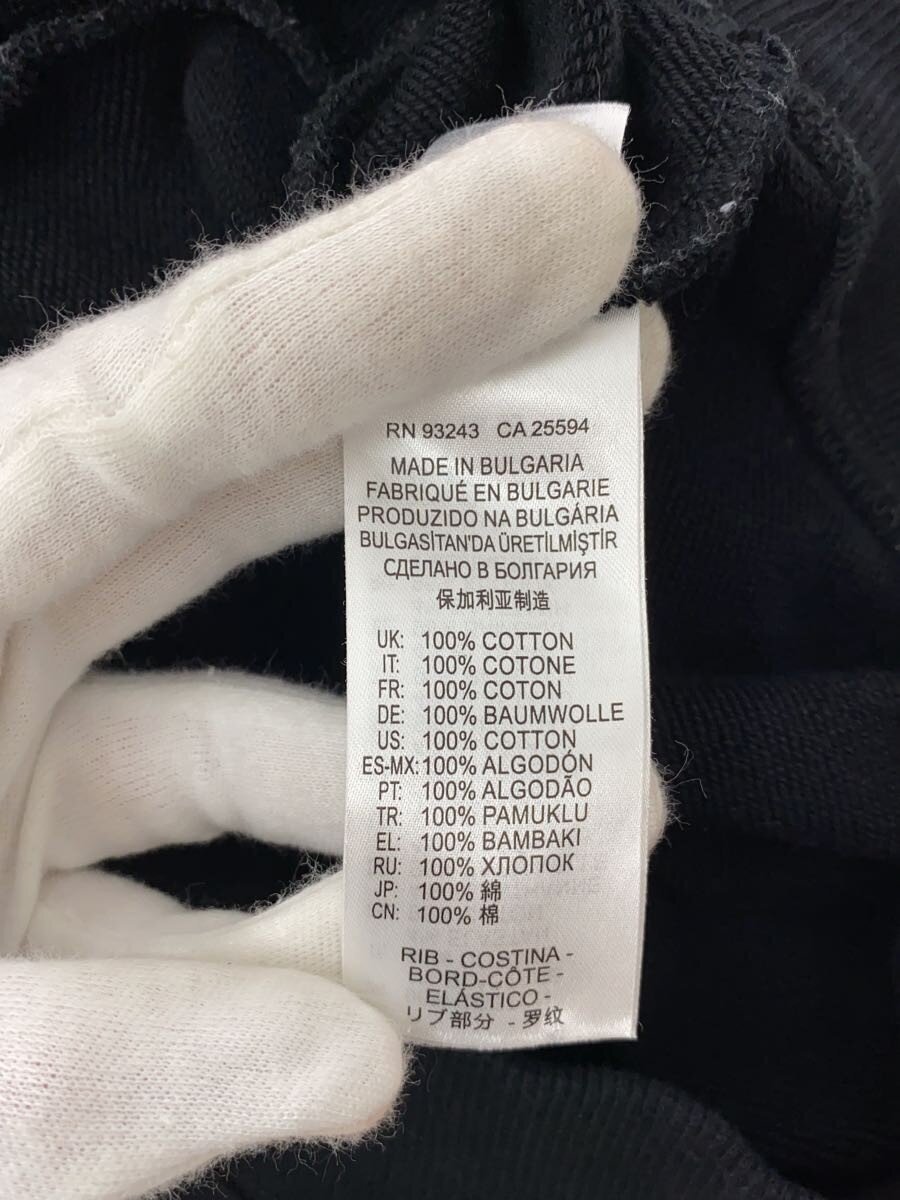 RN 93243 CA 25594
MADE IN BULGARIA
FABRIQUÉ EN BULGARIE
PRODUZIDO NA BULGÁRIA
BULGASİTAN'DA ÜRETİLMİŞTİR
СДЕЛАНО В БОЛГАРИЯ
保加利亚制造
UK: 100% COTTON
IT: 100% COTONE
FR: 100% COTON
DE: 100% BAUMWOLLE
US: 100% COTTON
ES-MX: 100% ALGODÓN
PT: 100% ALGODÃO
TR: 100% PAMUKLU
EL: 100% BAMBAKI
RU: 100% ХЛОПОК
JP: 100% 綿
CN: 100% 棉
RIB - COSTINA -
BORD-CÔTE -
ELÁSTICO -
リブ部分 - 罗纹